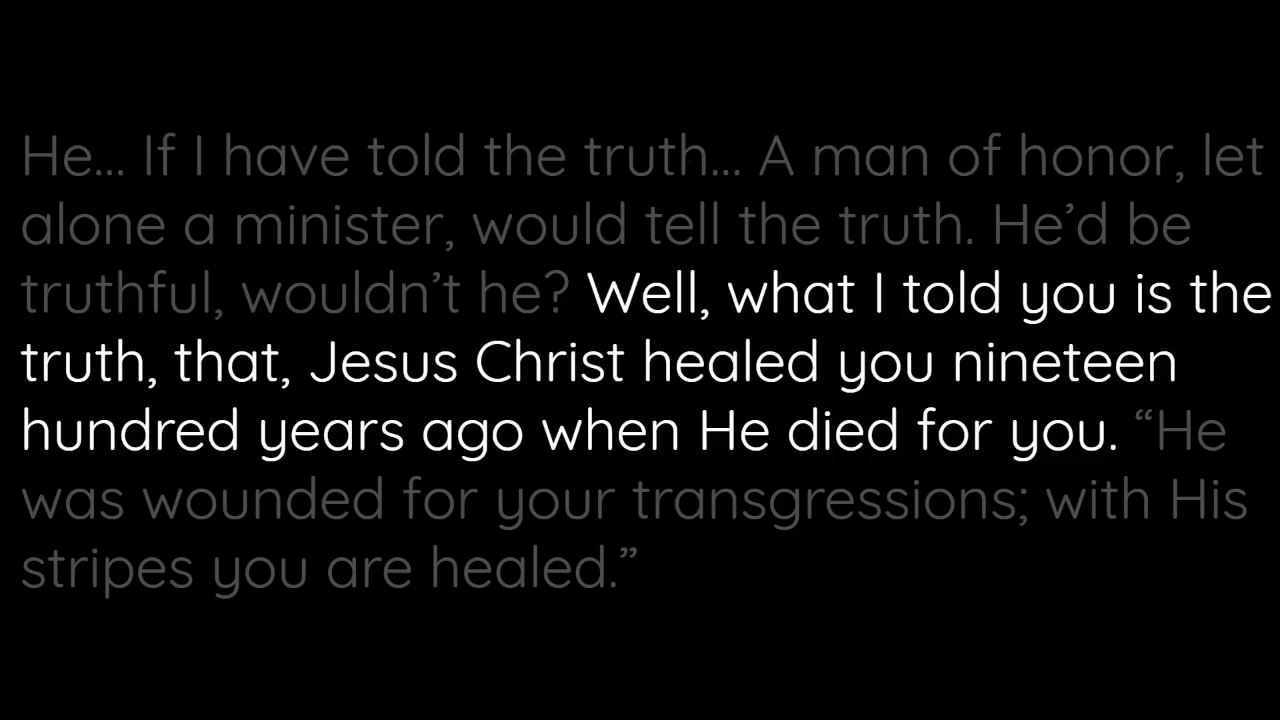 He... If I have told the truth... A man of honor, let
alone a minister, would tell the truth. He’d be
truthful, wouldn’t he? Well, what I told you is the
truth, that, Jesus Christ healed you nineteen
hundred years ago when He died for you. “He
was wounded for your transgressions; with His
stripes you are healed.”